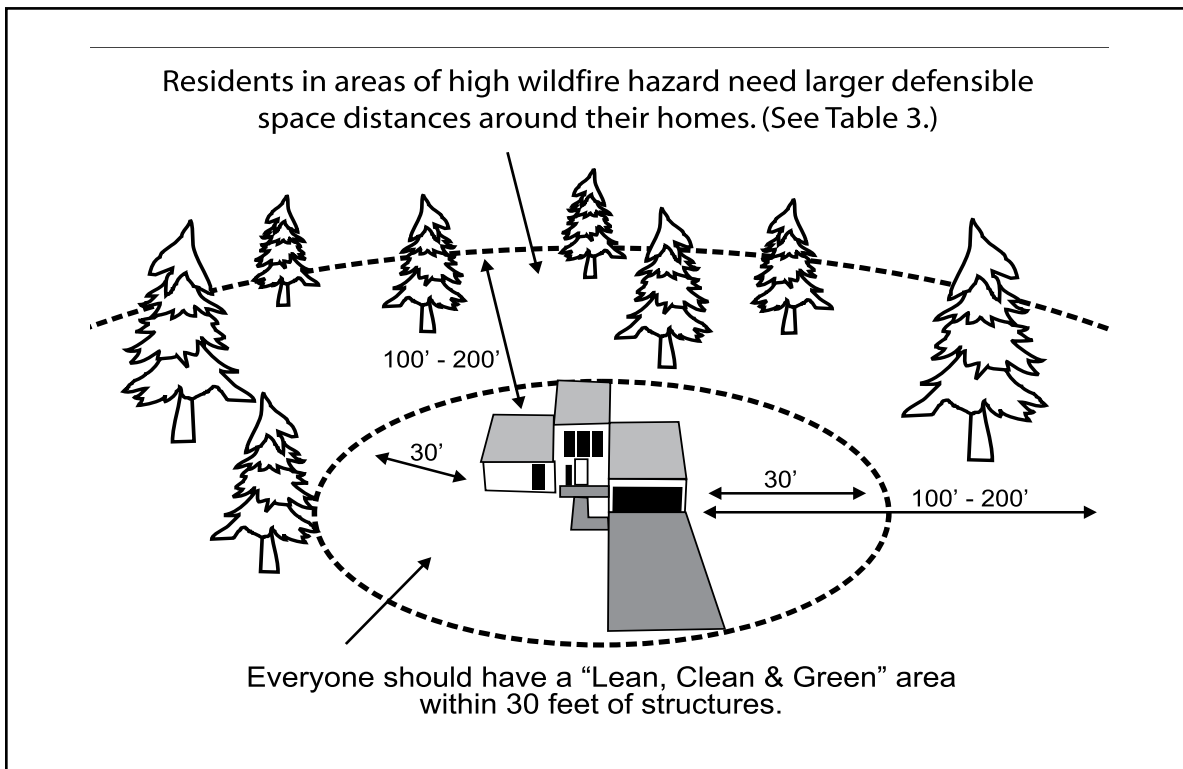 Residents in areas of high wildfire hazard need larger defensible
space distances around their homes. (See Table 3.)
100’ - 200’
30’
30’
100’ - 200’
Everyone should have a “Lean, Clean & Green” area
within 30 feet of structures.